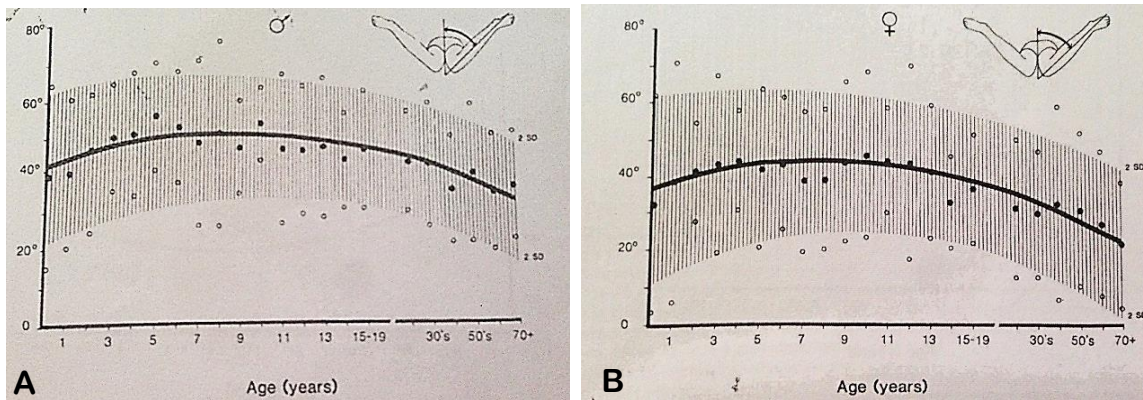 ♂
80°
60°
40°
20°
0
2 SD
2 SD
1 3 5 7 9 11 13 15-19 30's 50's 70+
Age (years)
A
♀
80°
60°
40°
20°
0
2 SD
2 SD
1 3 5 7 9 11 13 15-19 30's 50's 70+
Age (years)
B